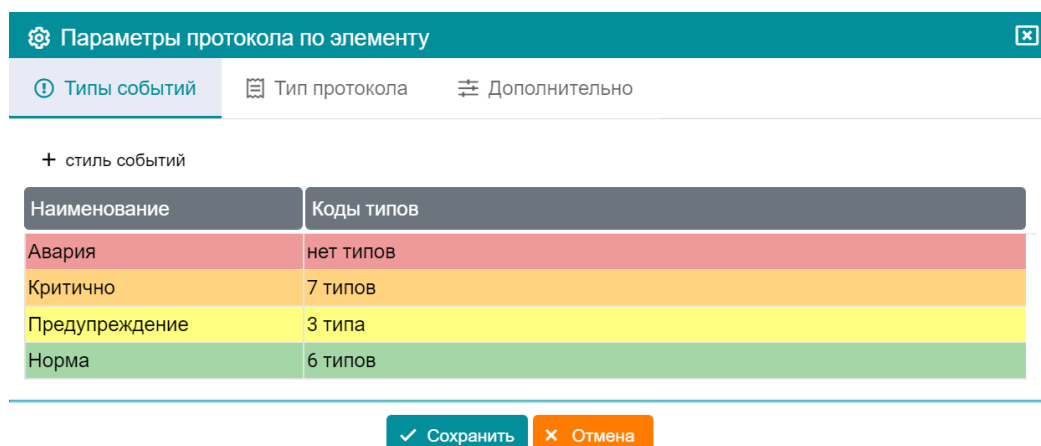 Параметры протокола по элементу
Типы событий Тип протокола Дополнительно
+ стиль событий
Наименование Коды типов
Авария нет типов
Критично 7 типов
Предупреждение 3 типа
Норма 6 типов
Сохранить Отмена